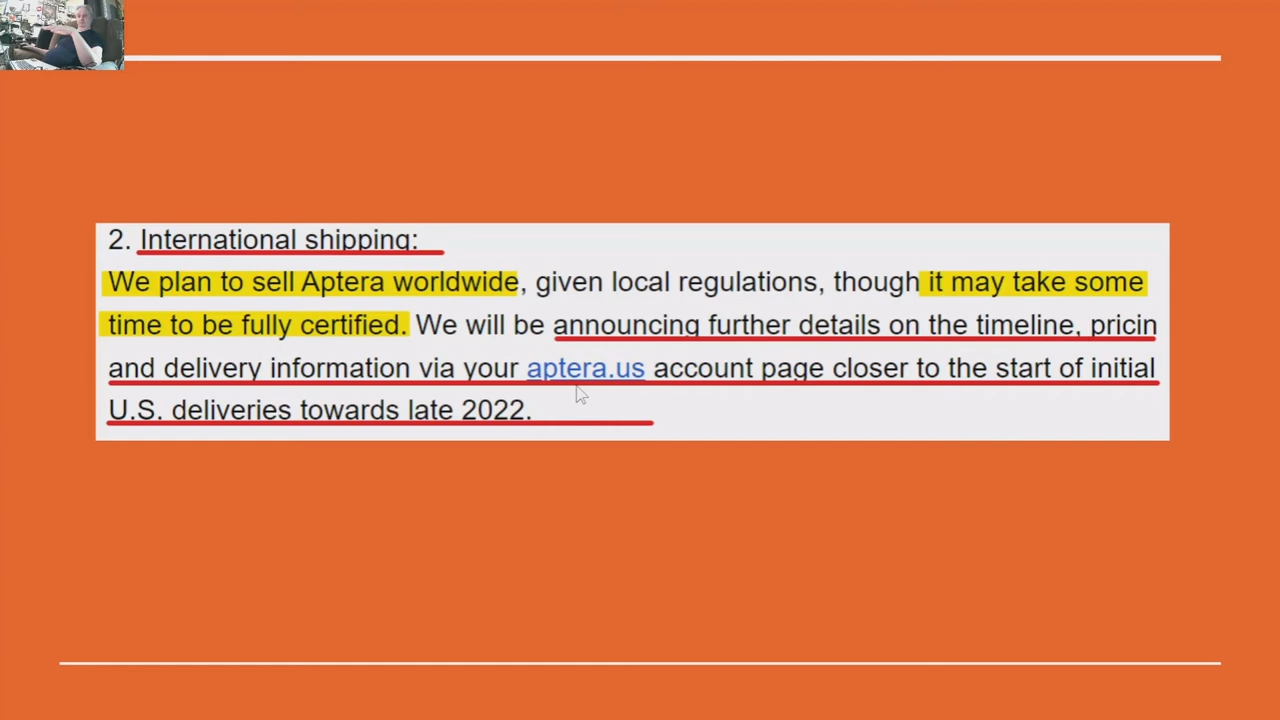 2. International shipping:
We plan to sell Aptera worldwide, given local regulations, though it may take some
time to be fully certified. We will be announcing further details on the timeline, pricin
and delivery information via your aptera.us account page closer to the start of initial
U.S. deliveries towards late 2022.